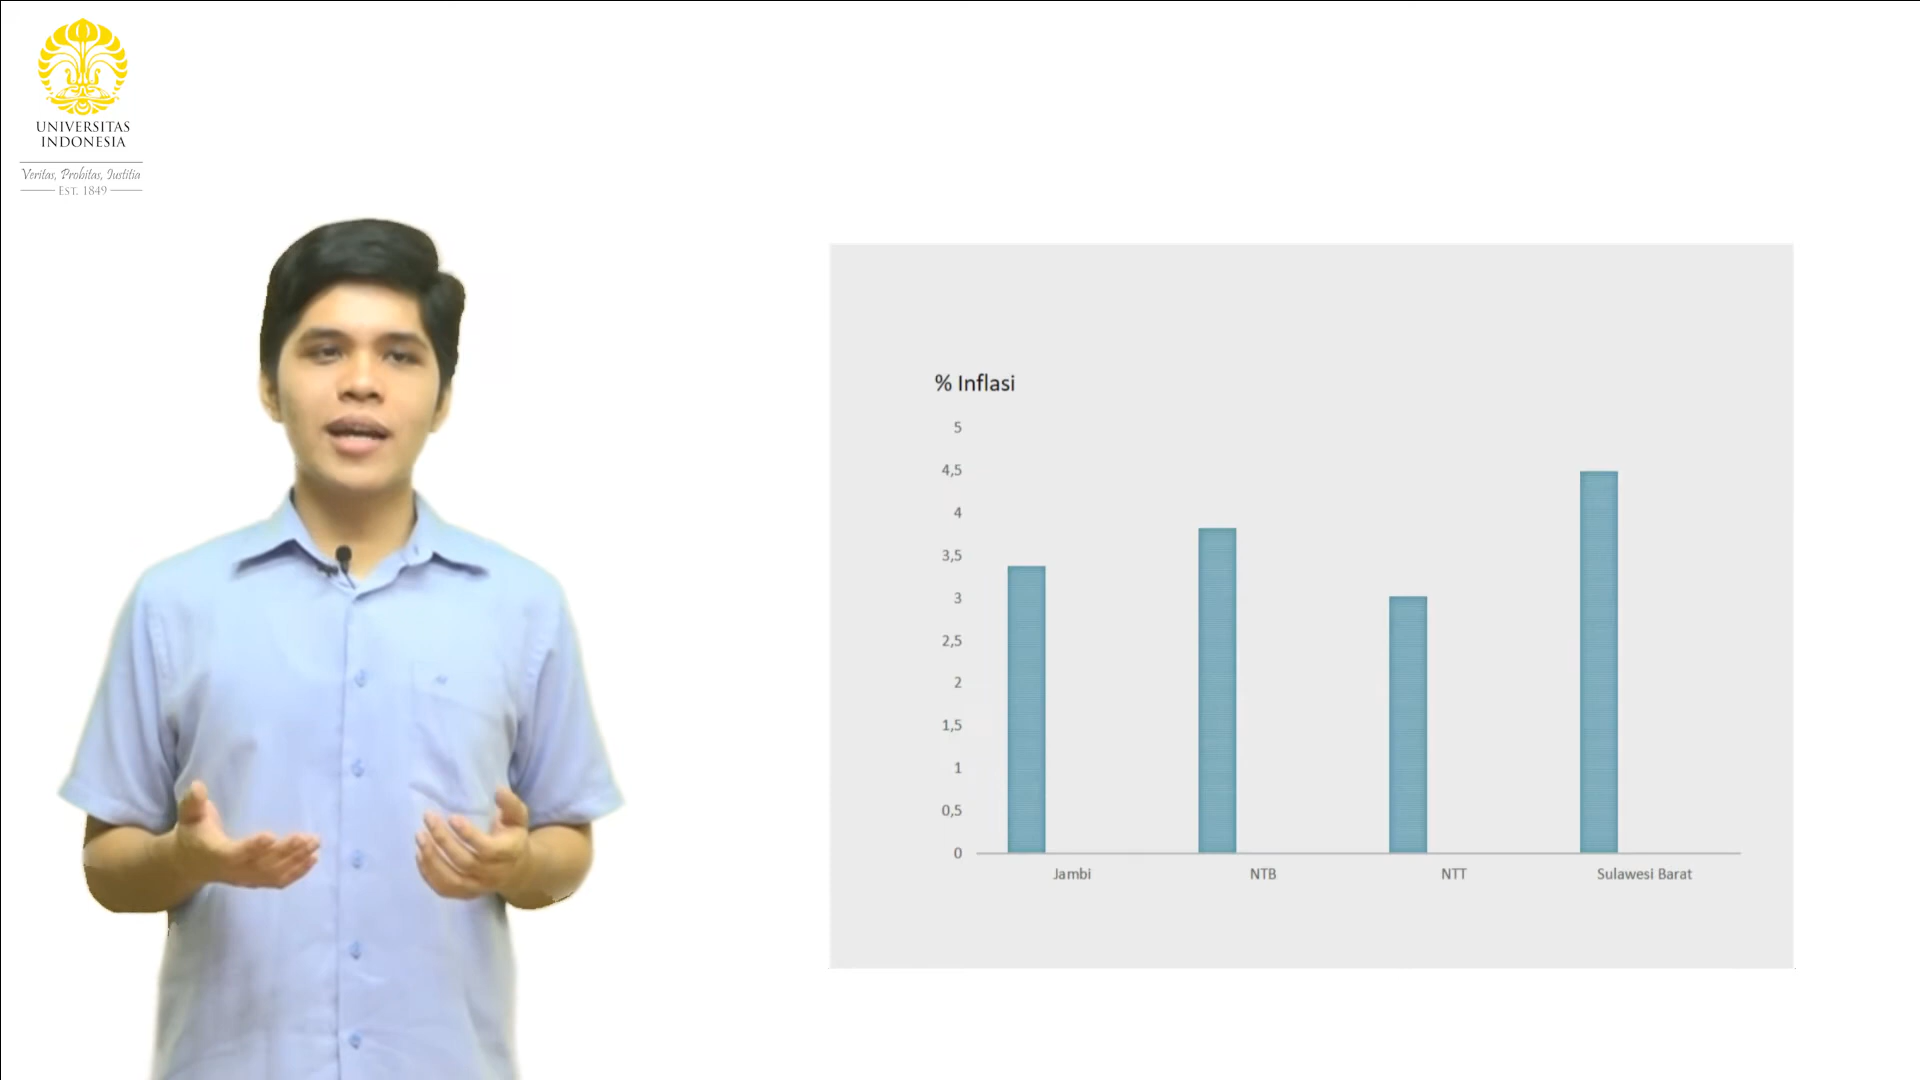 UNIVERSITAS
INDONESIA
Veritas, Probitas, Iustitia
EST. 1849
% Inflasi
5
4,5
4
3,5
3
2,5
2
1,5
1
0,5
0
Jambi NTB NTT Sulawesi Barat